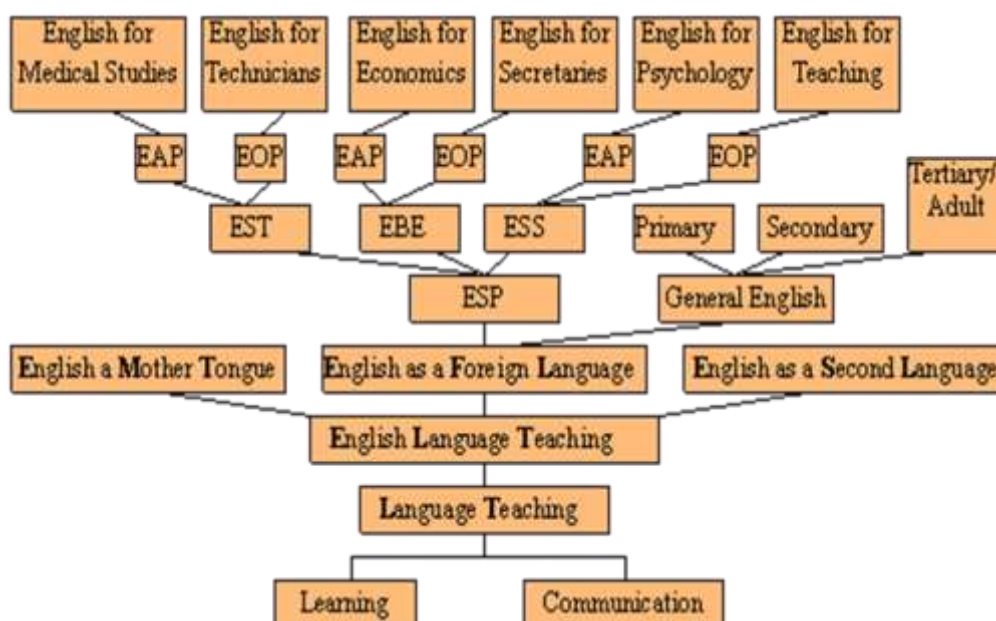 English for
Medical Studies
English for
Technicians
English for
Economics
English for
Secretaries
English for
Psychology
English for
Teaching
EAP
EOP
EAP
EOP
EAP
EOP
Tertiary/
Adult
EST
EBE
ESS
Primary
Secondary
ESP
General English
English a Mother Tongue
English as a Foreign Language
English as a Second Language
English Language Teaching
Language Teaching
Learning
Communication